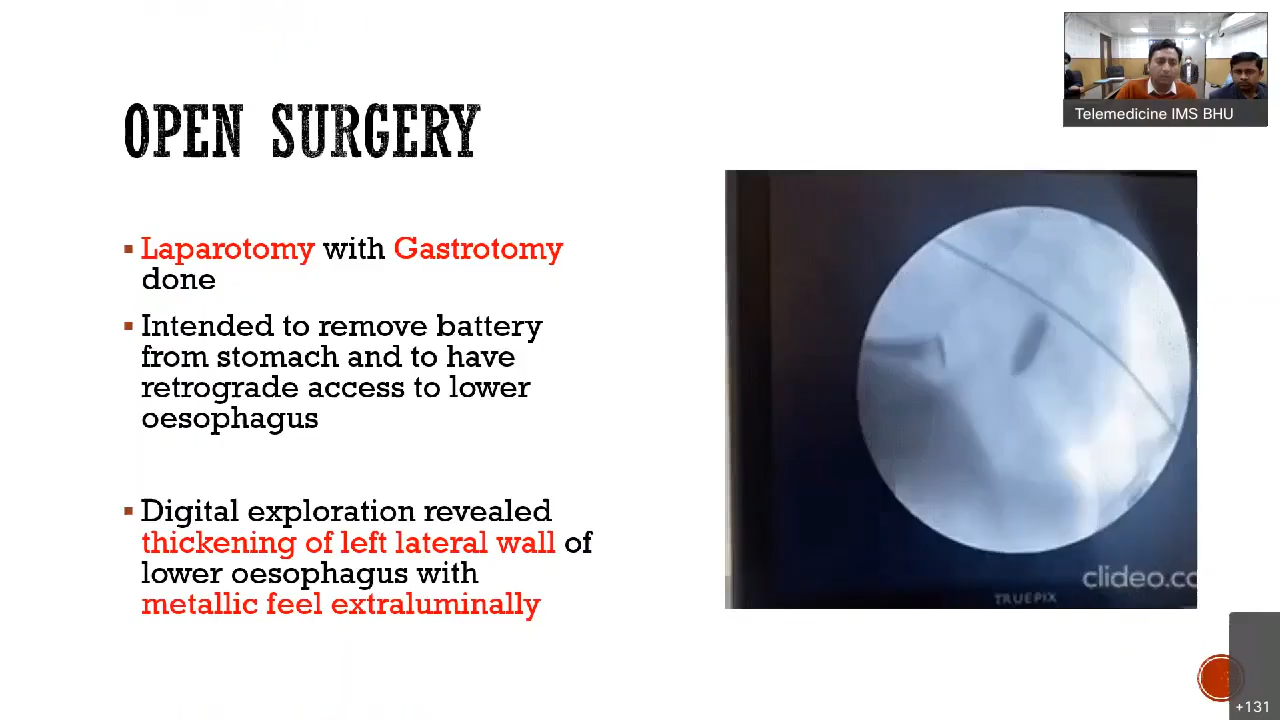 Telemedicine IMS BHU
OPEN SURGERY
▪ Laparotomy with Gastrotomy
done
▪ Intended to remove battery
from stomach and to have
retrograde access to lower
oesophagus
▪ Digital exploration revealed
thickening of left lateral wall of
lower oesophagus with
metallic feel extraluminally
clideo.co
TRUEPIX
+131